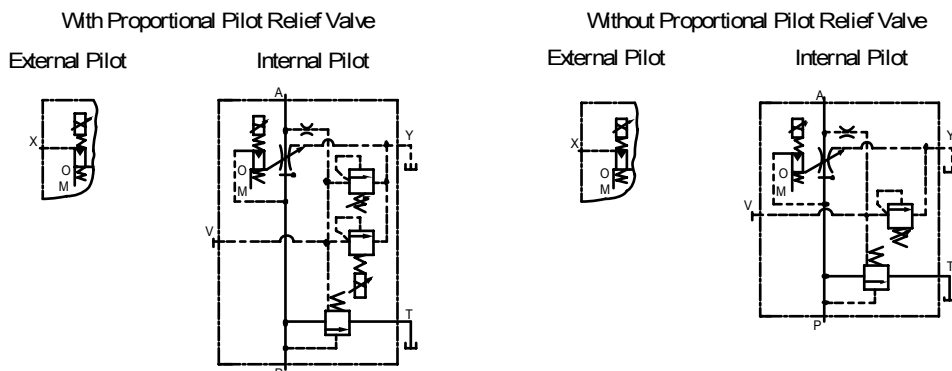 With Proportional Pilot Relief Valve
External Pilot
Internal Pilot
A
X
O
M
O
M
Y
V
T
P
Without Proportional Pilot Relief Valve
External Pilot
Internal Pilot
A
X
O
M
O
M
Y
V
T
P